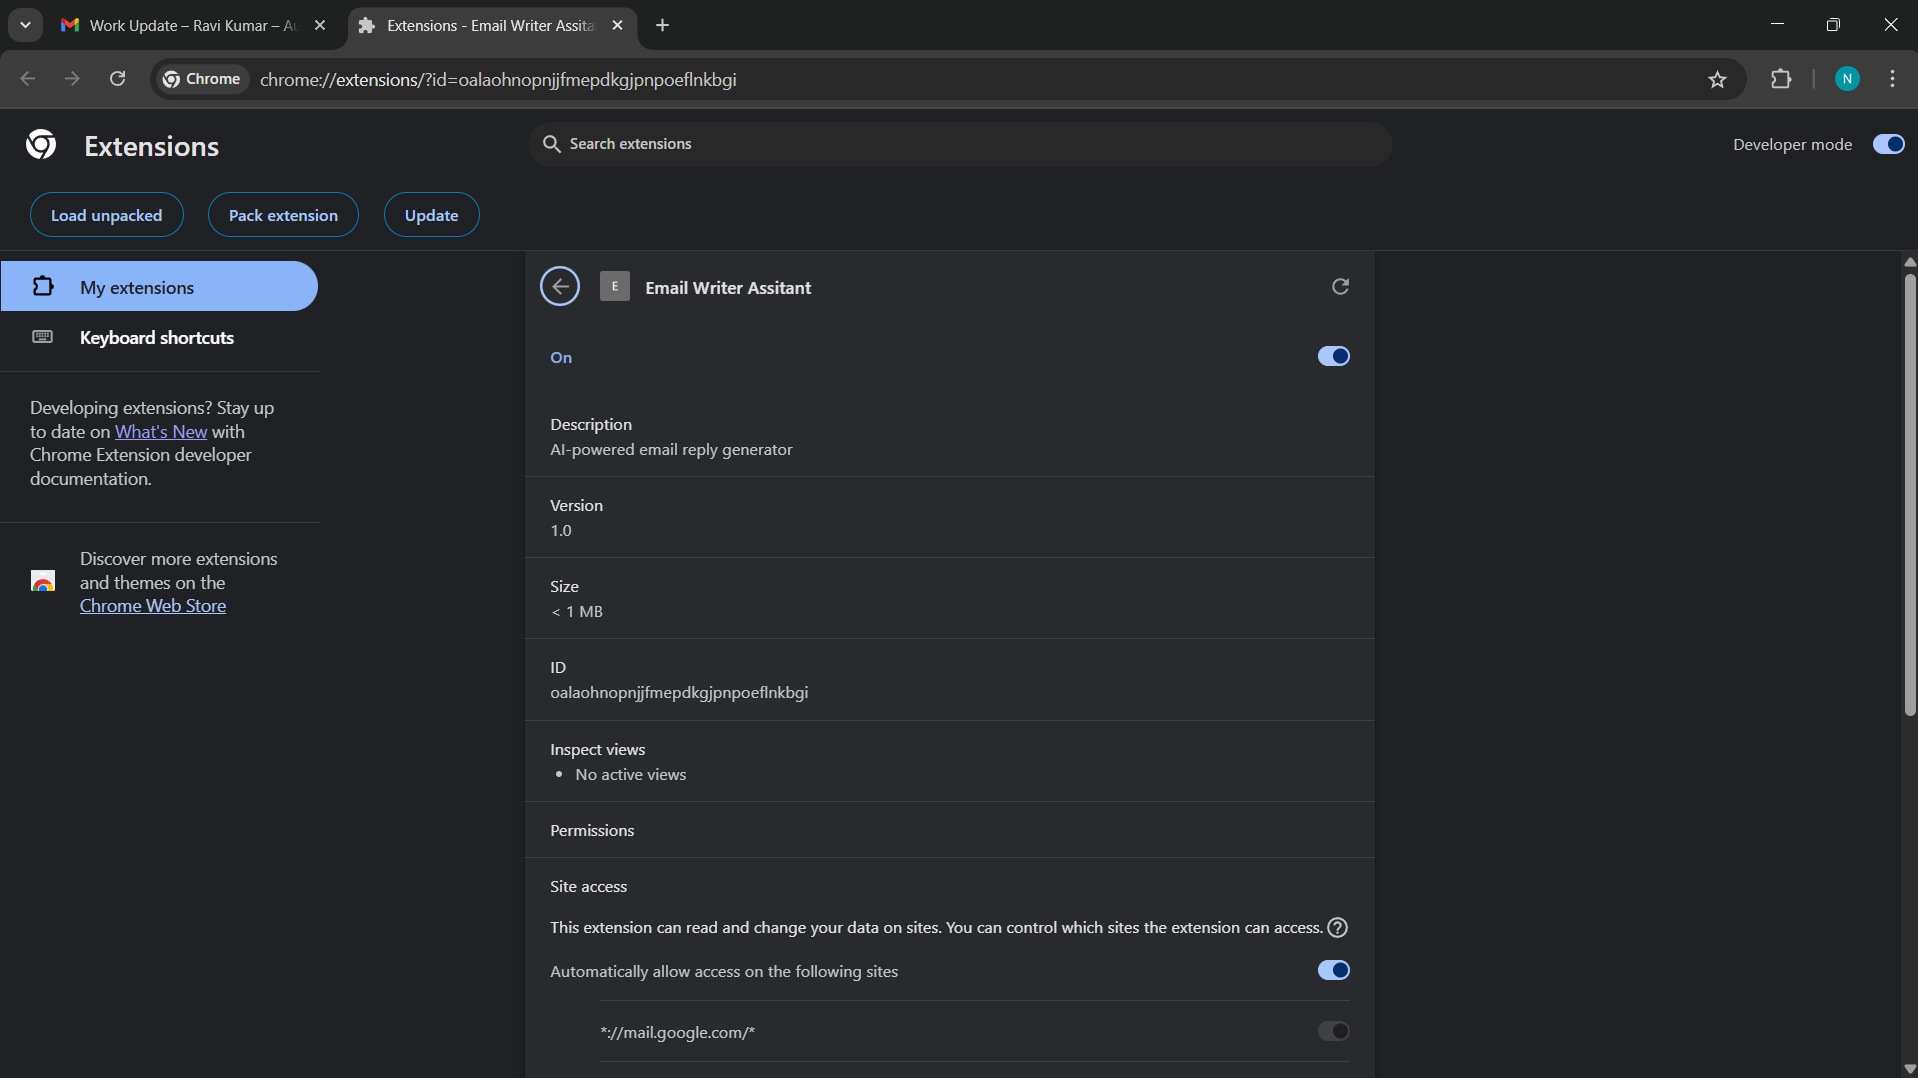 Work Update – Ravi Kumar –
Extensions - Email Writer Assita
Chrome
chrome://extensions/?id=oalaohnopnjjfmepdkgjpnpoeflnkbgi
N
Extensions
Search extensions
Developer mode
Load unpacked
Pack extension
Update
My extensions
Keyboard shortcuts
Developing extensions? Stay up
to date on What's New with
Chrome Extension developer
documentation.
Discover more extensions
and themes on the
Chrome Web Store
E
Email Writer Assitant
On
Description
AI-powered email reply generator
Version
1.0
Size
< 1 MB
ID
oalaohnopnjjfmepdkgjpnpoeflnkbgi
Inspect views
• No active views
Permissions
Site access
This extension can read and change your data on sites. You can control which sites the extension can access.
Automatically allow access on the following sites
*://mail.google.com/*